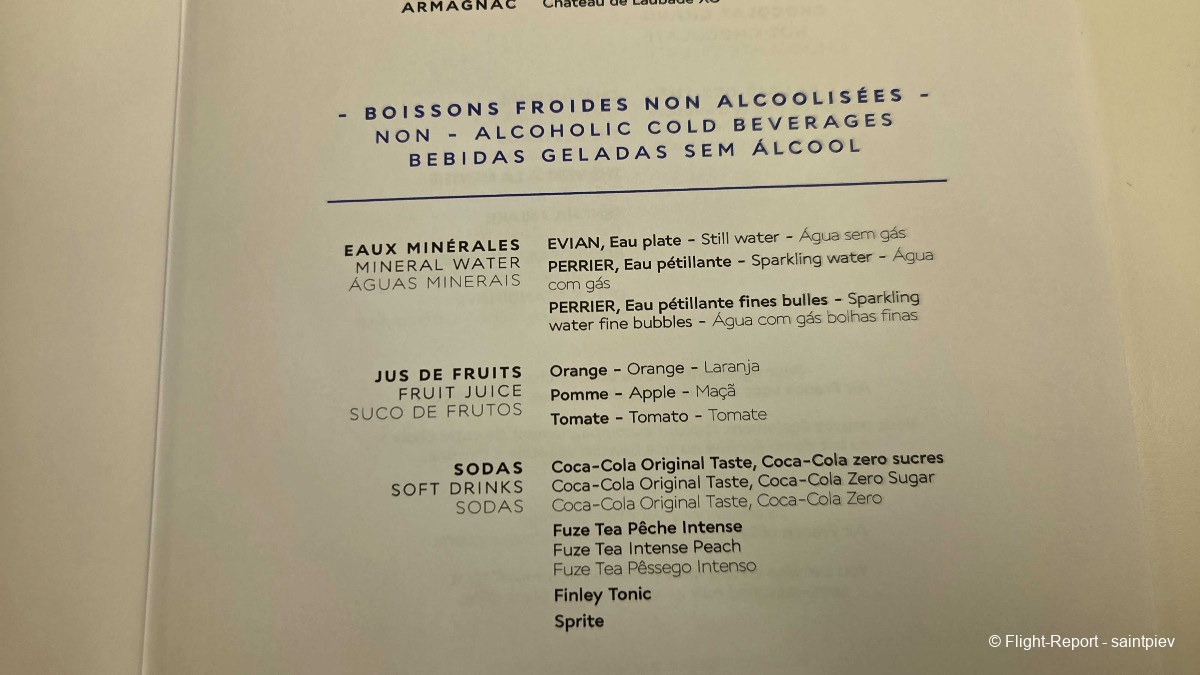 ARMAGNAC Château de Laubade XO
- BOISSONS FROIDES NON ALCOOLISÉES -
NON - ALCOHOLIC COLD BEVERAGES
BEBIDAS GELADAS SEM ÁLCOOL
EAUX MINÉRALES
MINERAL WATER
ÁGUAS MINERAIS
EVIAN, Eau plate - Still water - Água sem gás
PERRIER, Eau pétillante - Sparkling water - Água
com gás
PERRIER, Eau pétillante fines bulles - Sparkling
water fine bubbles - Água com gás bolhas finas
JUS DE FRUITS
FRUIT JUICE
SUCO DE FRUTOS
Orange - Orange - Laranja
Pomme - Apple - Maçã
Tomate - Tomato - Tomate
SODAS
SOFT DRINKS
SODAS
Coca-Cola Original Taste, Coca-Cola zero sucres
Coca-Cola Original Taste, Coca-Cola Zero Sugar
Coca-Cola Original Taste, Coca-Cola Zero
Fuze Tea Pêche Intense
Fuze Tea Intense Peach
Fuze Tea Pêssego Intenso
Finley Tonic
Sprite
© Flight-Report - saintpiev